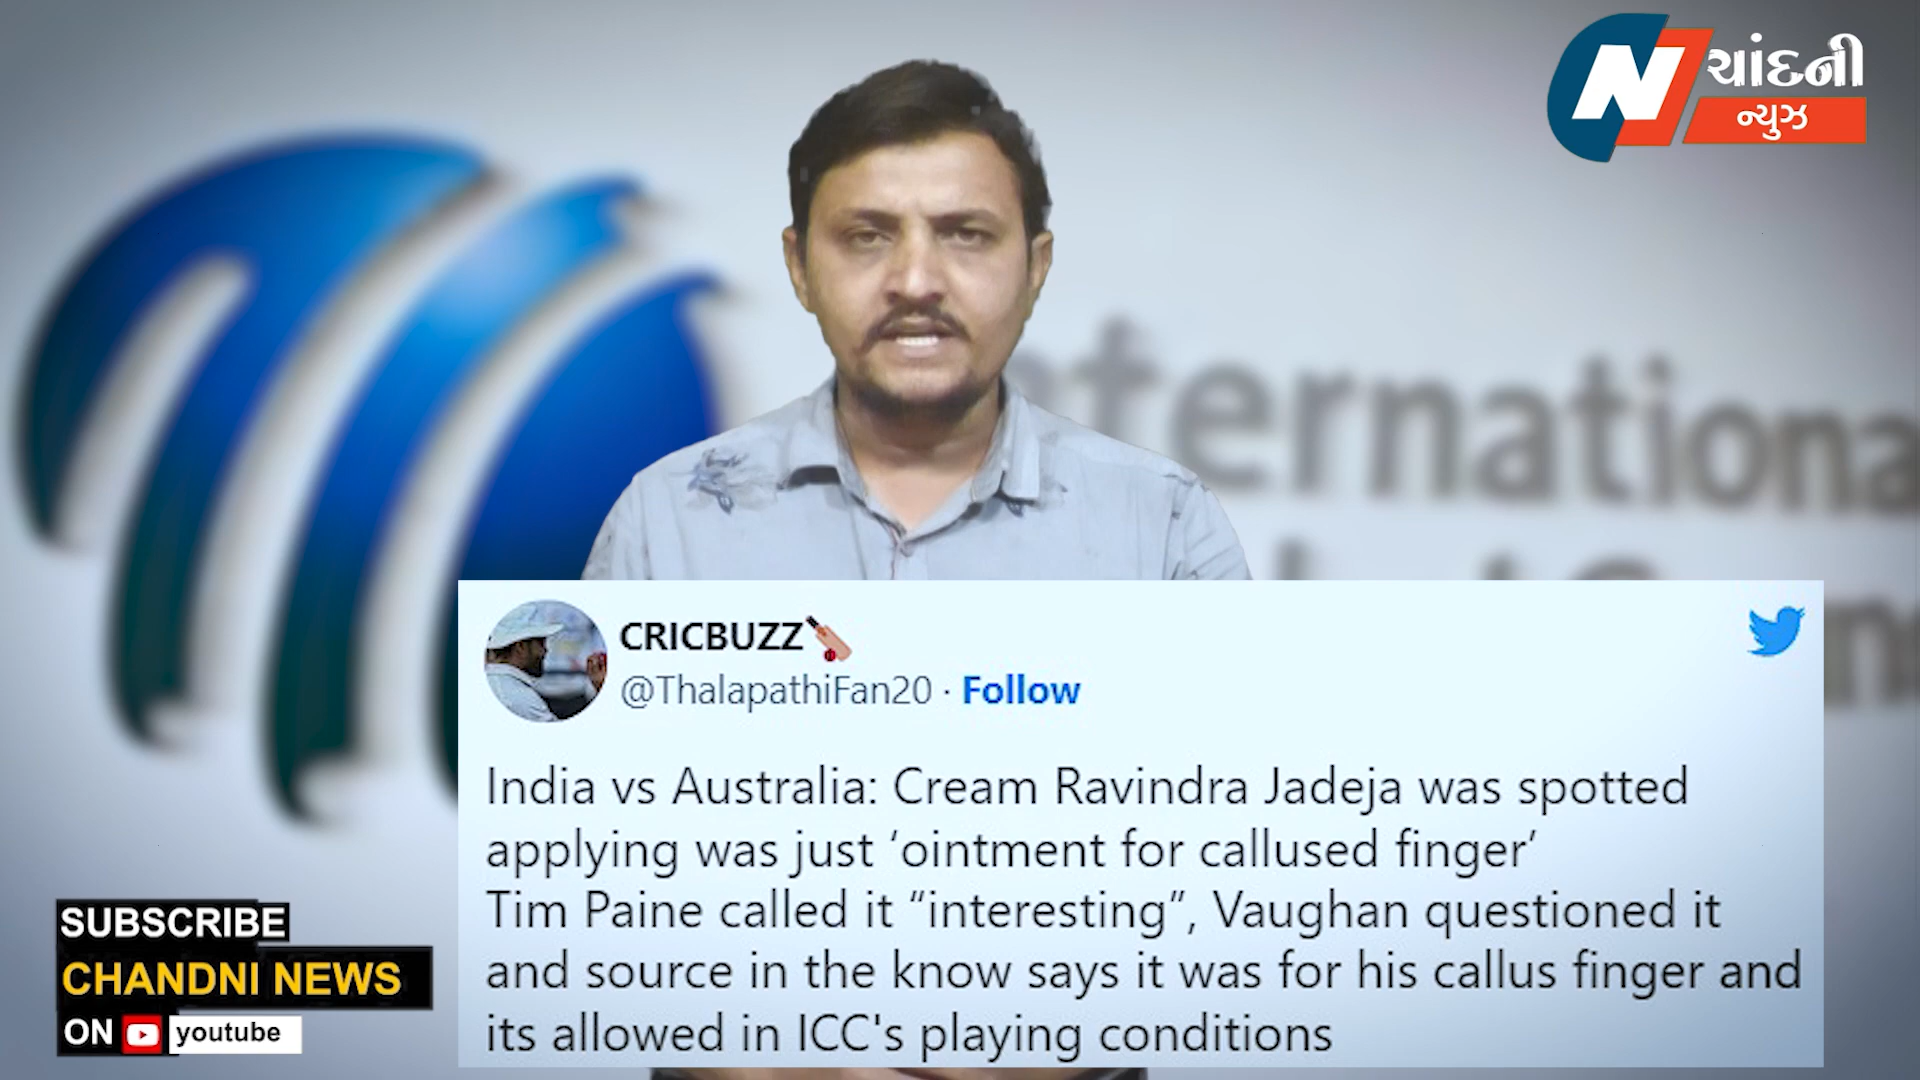 ચાંદની
ન્યુઝ
International
CRICBUZZ
@ThalapathiFan20 · Follow
India vs Australia: Cream Ravindra Jadeja was spotted
applying was just ‘ointment for callused finger’
Tim Paine called it “interesting”, Vaughan questioned it
and source in the know says it was for his callus finger and
its allowed in ICC's playing conditions
SUBSCRIBE
CHANDNI NEWS
ON youtube